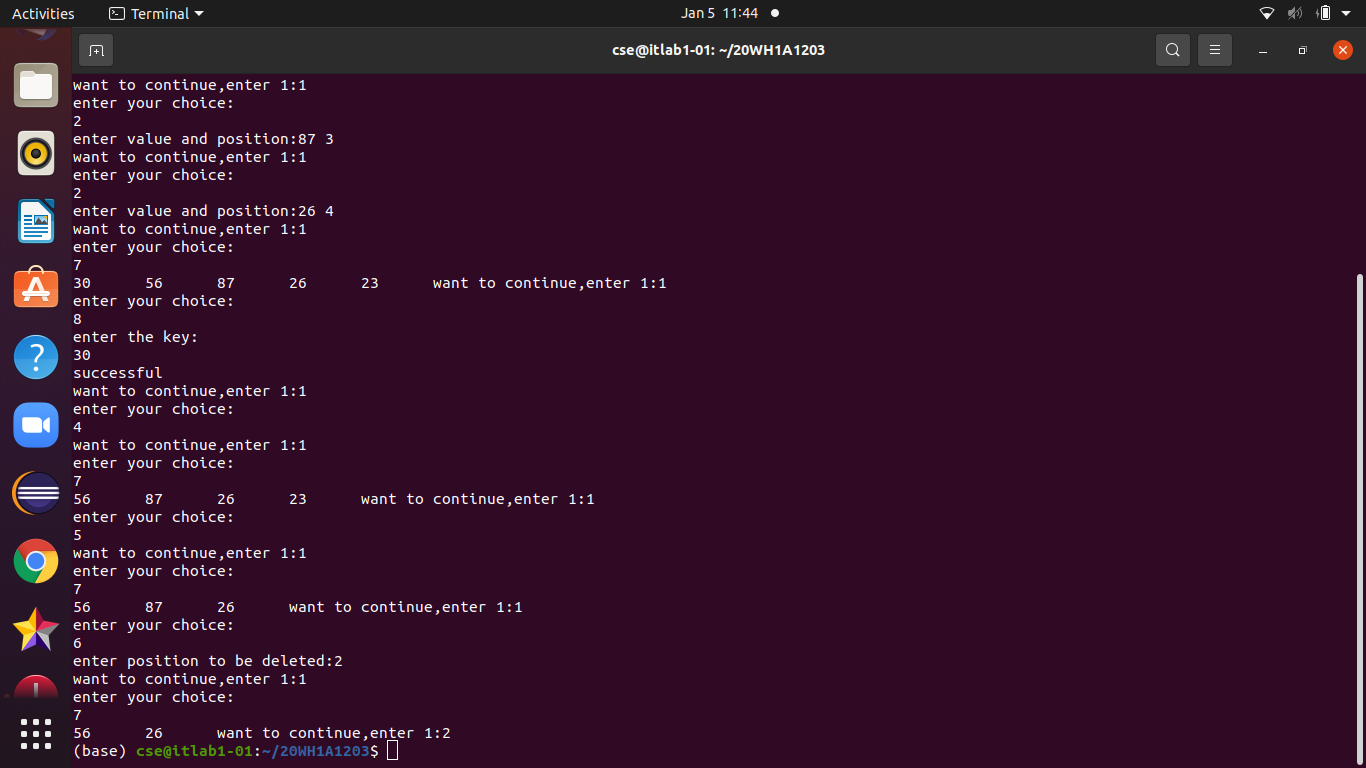 Activities Terminal Jan 5 11:44
cse@itlab1-01: ~/20WH1A1203
want to continue,enter 1:1
enter your choice:
2
enter value and position:87 3
want to continue,enter 1:1
enter your choice:
2
enter value and position:26 4
want to continue,enter 1:1
enter your choice:
7
30 56 87 26 23 want to continue,enter 1:1
enter your choice:
8
enter the key:
30
successful
want to continue,enter 1:1
enter your choice:
4
want to continue,enter 1:1
enter your choice:
7
56 87 26 23 want to continue,enter 1:1
enter your choice:
5
want to continue,enter 1:1
enter your choice:
7
56 87 26 want to continue,enter 1:1
enter your choice:
6
enter position to be deleted:2
want to continue,enter 1:1
enter your choice:
7
56 26 want to continue,enter 1:2
(base) cse@itlab1-01:~/20WH1A1203$